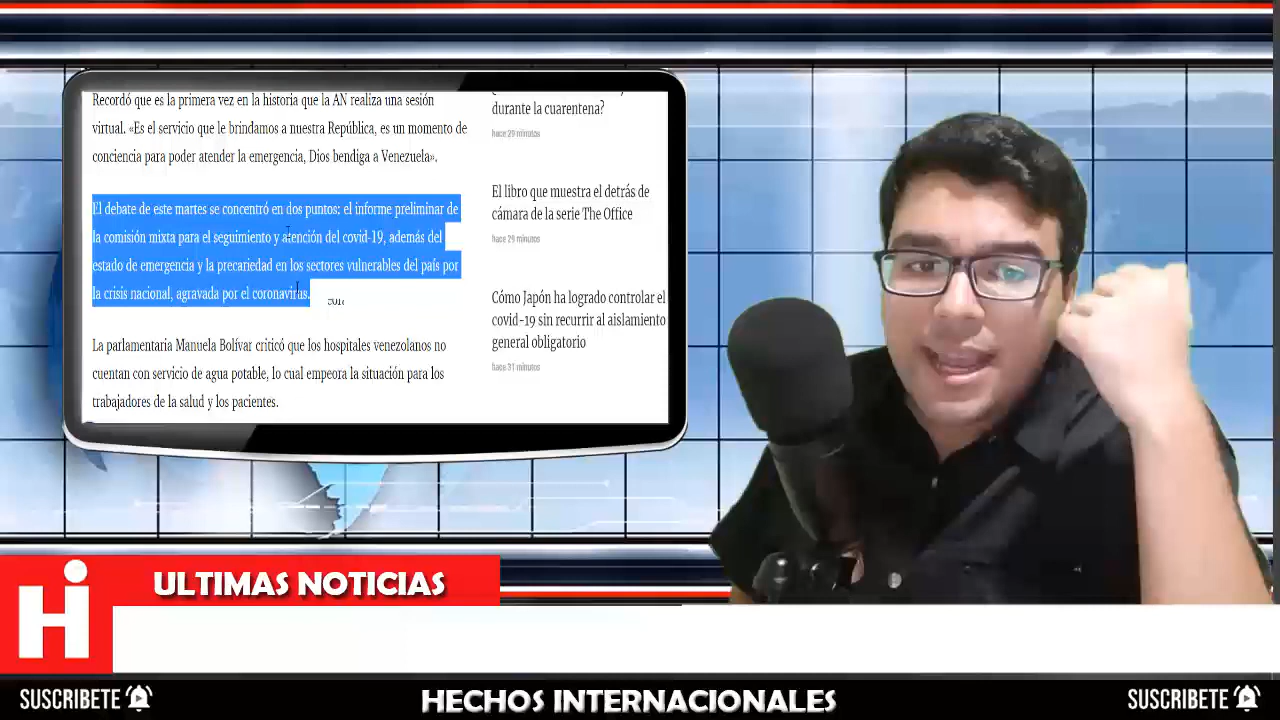 Recordó que es la primera vez en la historia que la AN realiza una sesión
virtual. «Es el servicio que le brindamos a nuestra República, es un momento de
conciencia para poder atender la emergencia, Dios bendiga a Venezuela».
El debate de este martes se concentró en dos puntos: el informe preliminar de
la comisión mixta para el seguimiento y atención del covid-19, además del
estado de emergencia y la precariedad en los sectores vulnerables del país por
la crisis nacional, agravada por el coronavirus.
La parlamentaria Manuela Bolívar criticó que los hospitales venezolanos no
cuentan con servicio de agua potable, lo cual empeora la situación para los
trabajadores de la salud y los pacientes.
durante la cuarentena?
hace 29 minutos
El libro que muestra el detrás de
cámara de la serie The Office
hace 29 minutos
Cómo Japón ha logrado controlar el
covid-19 sin recurrir al aislamiento
general obligatorio
hace 31 minutos
Hi
ULTIMAS NOTICIAS
SUSCRIBETE
HECHOS INTERNACIONALES
SUSCRIBETE